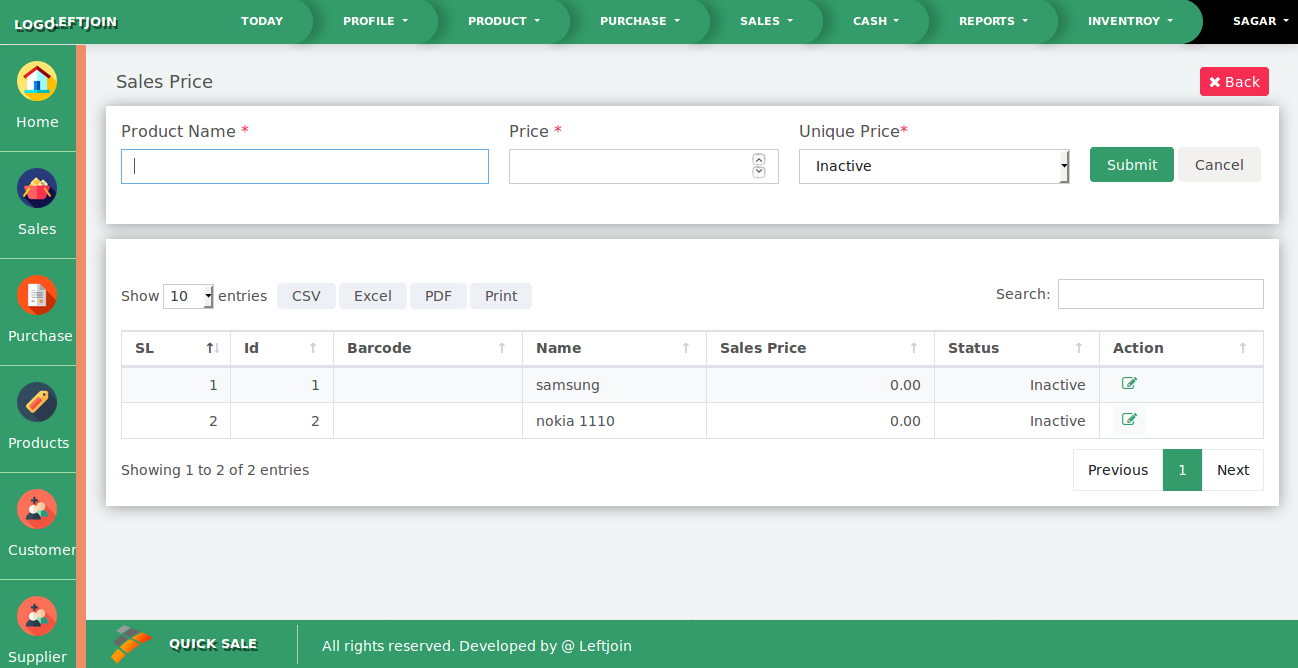 LOGO LEFTJOIN TODAY PROFILE PRODUCT PURCHASE SALES CASH REPORTS INVENTROY SAGAR
Home
Sales
Purchase
Products
Customer
Supplier
Sales Price
Back
Product Name * Price * Unique Price*
Inactive Submit Cancel
Show 10 entries CSV Excel PDF Print Search:
SL Id Barcode Name Sales Price Status Action
1 1 samsung 0.00 Inactive
2 2 nokia 1110 0.00 Inactive
Showing 1 to 2 of 2 entries Previous 1 Next
QUICK SALE All rights reserved. Developed by @ Leftjoin